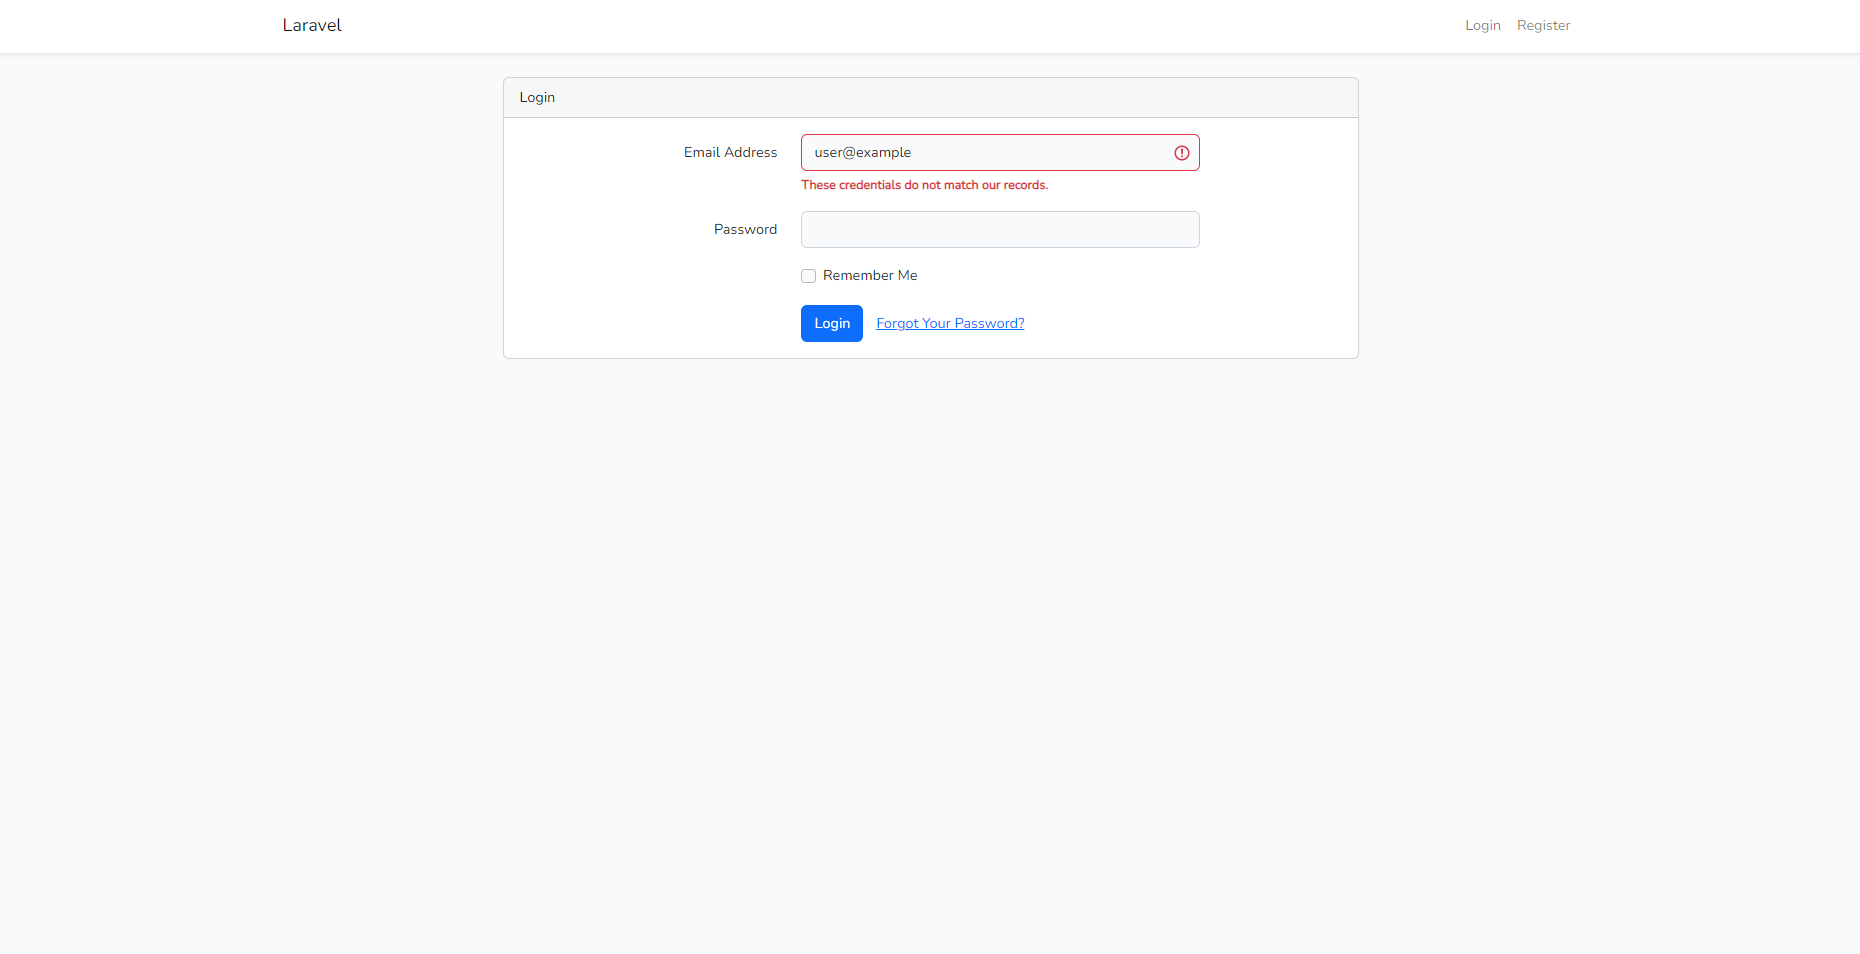 Laravel
Login Register
Login
Email Address user@example
These credentials do not match our records.
Password
Remember Me
Login Forgot Your Password?